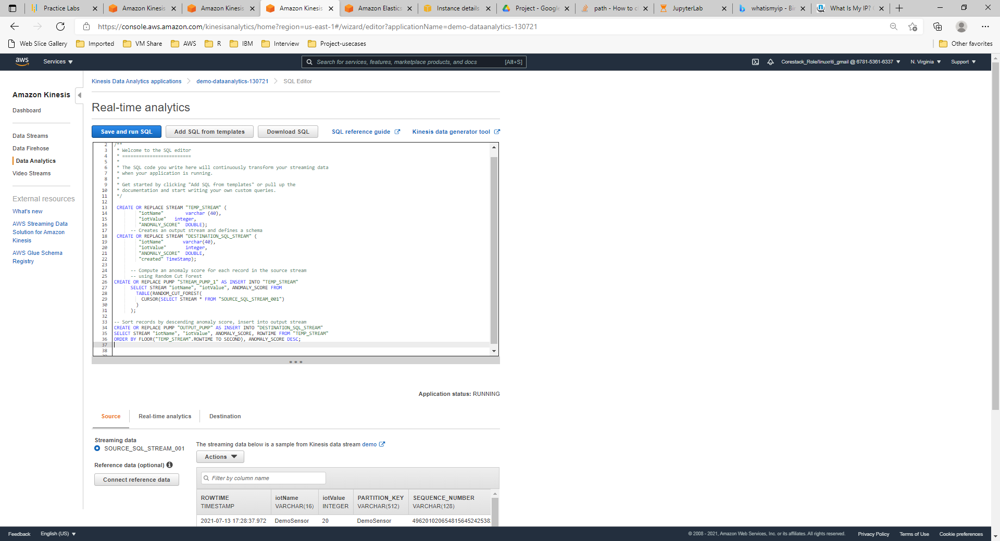 Practice Labs
Amazon Kinesis
Amazon Kinesis
Amazon Kinesis
Amazon Elastics
Instance details
Project - Google
path - How to cl
JupyterLab
whatismyip - Bin
What Is My IP?
https://console.aws.amazon.com/kinesisanalytics/home?region=us-east-1#/wizard/editor?applicationName=demo-dataanalytics-130721
Web Slice Gallery
Imported
VM Share
AWS
R
IBM
Interview
Project-usecases
Other favorites
aws
Services
Search for services, features, marketplace products, and docs
[Alt+S]
Corestack_Role/linuxriti_gmail @ 6781-5361-6337
N. Virginia
Support
Amazon Kinesis
Dashboard
Data Streams
Data Firehose
Data Analytics
Video Streams
External resources
What's new
AWS Streaming Data
Solution for Amazon
Kinesis
AWS Glue Schema
Registry
Kinesis Data Analytics applications
demo-dataanalytics-130721
SQL Editor
Real-time analytics
Save and run SQL
Add SQL from templates
Download SQL
SQL reference guide
Kinesis data generator tool
2 /**
3 * Welcome to the SQL editor
4 * =========================
5 *
6 * The SQL code you write here will continuously transform your streaming data
7 * when your application is running.
8 *
9 * Get started by clicking "Add SQL from templates" or pull up the
10 * documentation and start writing your own custom queries.
11 */
12
13 CREATE OR REPLACE STREAM "TEMP_STREAM" (
14 "iotName" varchar (40),
15 "iotValue" integer,
16 "ANOMALY_SCORE" DOUBLE);
17 -- Creates an output stream and defines a schema
18 CREATE OR REPLACE STREAM "DESTINATION_SQL_STREAM" (
19 "iotName" varchar(40),
20 "iotValue" integer,
21 "ANOMALY_SCORE" DOUBLE,
22 "created" TimeStamp);
23
24 -- Compute an anomaly score for each record in the source stream
25 -- using Random Cut Forest
26 CREATE OR REPLACE PUMP "STREAM_PUMP_1" AS INSERT INTO "TEMP_STREAM"
27 SELECT STREAM "iotName", "iotValue", ANOMALY_SCORE FROM
28 TABLE(RANDOM_CUT_FOREST(
29 CURSOR(SELECT STREAM * FROM "SOURCE_SQL_STREAM_001")
30 )
31 );
32
33 -- Sort records by descending anomaly score, insert into output stream
34 CREATE OR REPLACE PUMP "OUTPUT_PUMP" AS INSERT INTO "DESTINATION_SQL_STREAM"
35 SELECT STREAM "iotName", "iotValue", ANOMALY_SCORE, ROWTIME FROM "TEMP_STREAM"
36 ORDER BY FLOOR("TEMP_STREAM".ROWTIME TO SECOND), ANOMALY_SCORE DESC;
37
38
Application status: RUNNING
Source
Real-time analytics
Destination
Streaming data
SOURCE_SQL_STREAM_001
Reference data (optional)
Connect reference data
The streaming data below is a sample from Kinesis data stream demo
Actions
Filter by column name
ROWTIME iotName iotValue PARTITION_KEY SEQUENCE_NUMBER
TIMESTAMP VARCHAR(16) INTEGER VARCHAR(512) VARCHAR(128)
2021-07-13 17:28:37.972 DemoSensor 20 DemoSensor 496201020654815645242538
Feedback
English (US)
© 2008 - 2021, Amazon Web Services, Inc. or its affiliates. All rights reserved.
Privacy Policy
Terms of Use
Cookie preferences